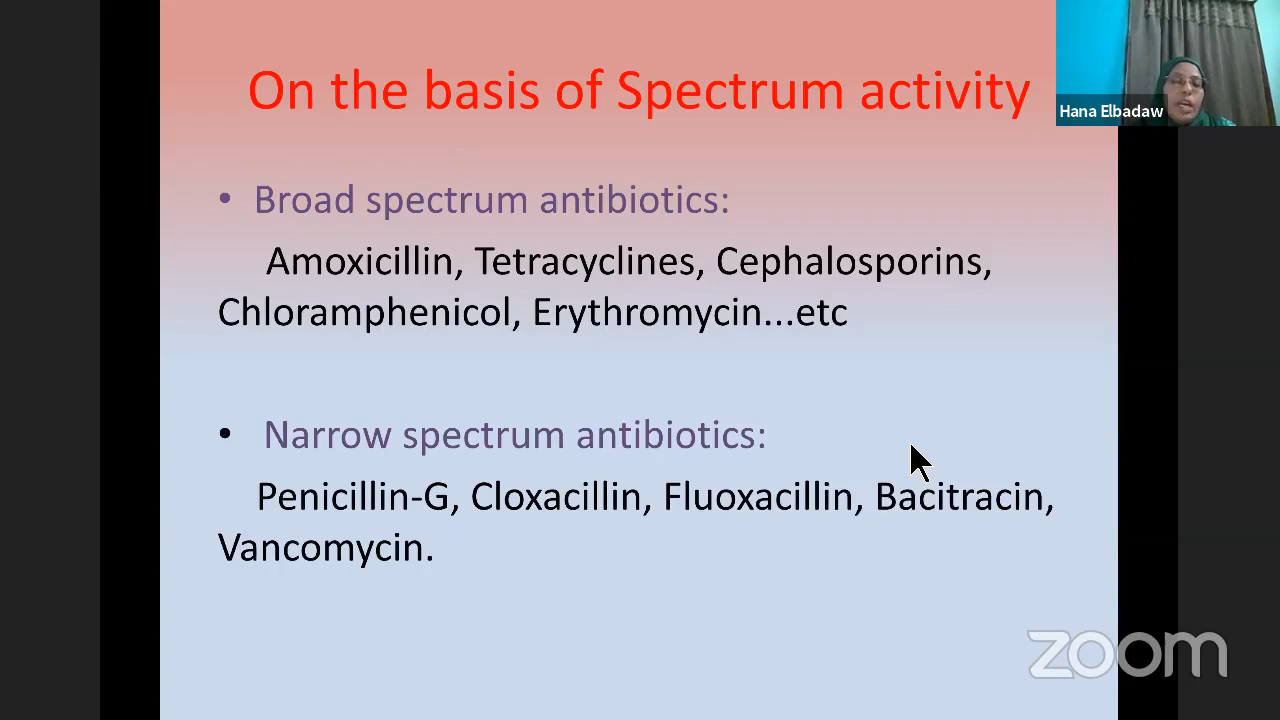 On the basis of Spectrum activity
Hana Elbadaw
• Broad spectrum antibiotics:
Amoxicillin, Tetracyclines, Cephalosporins,
Chloramphenicol, Erythromycin...etc
• Narrow spectrum antibiotics:
Penicillin-G, Cloxacillin, Fluoxacillin, Bacitracin,
Vancomycin.
zoom